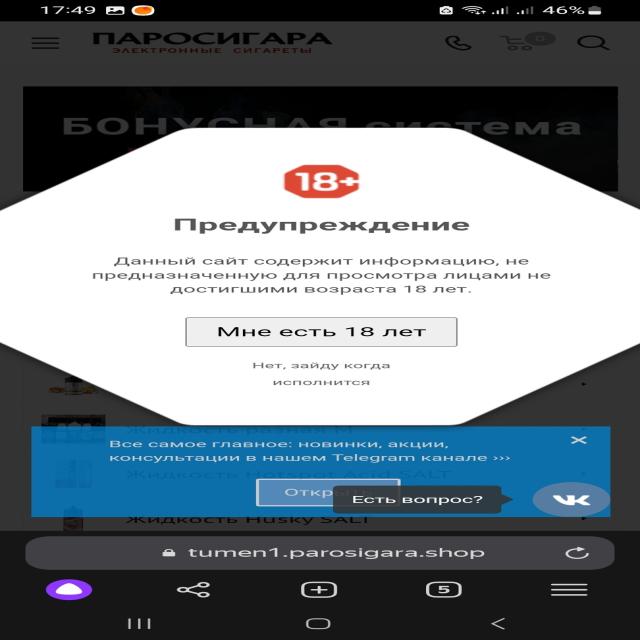 17:49
46%
ПАРОСИГАРА
ЭЛЕКТРОННЫЕ СИГАРЕТЫ
0
БОНУСНАЯ система
18+
Предупреждение
Данный сайт содержит информацию, не
предназначенную для просмотра лицами не
достигшими возраста 18 лет.
Мне есть 18 лет
Нет, зайду когда
исполнится
Жидкость
Все самое главное: новинки, акции,
консультации в нашем Telegram канале ›››
Жидкость Hotspot Acid SALT
Есть вопрос?
Жидкость Husky SALT
tumen1.parosigara.shop
5